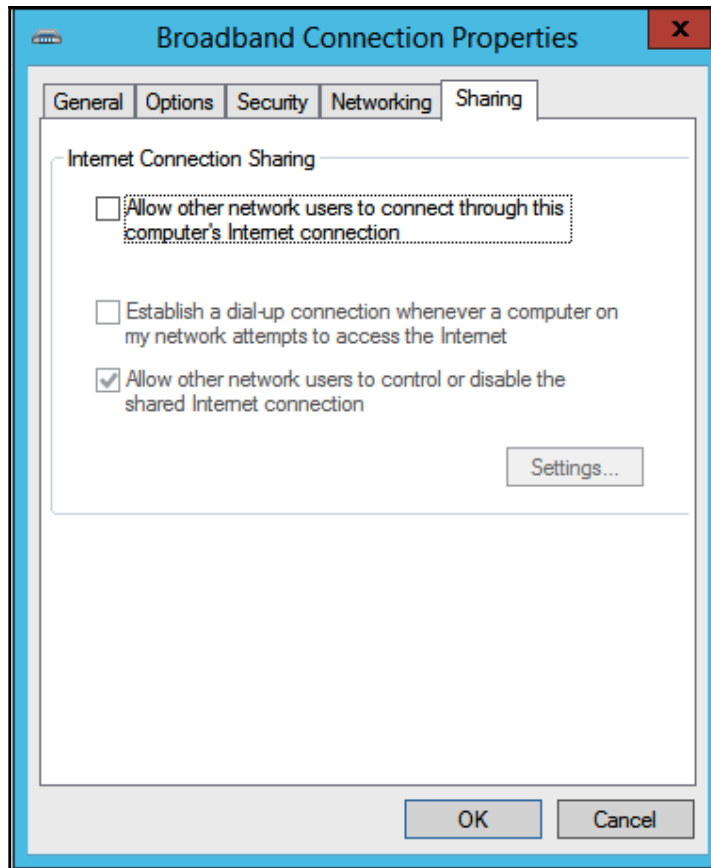 Broadband Connection Properties
x
General Options Security Networking Sharing
Internet Connection Sharing
Allow other network users to connect through this
computer's Internet connection
Establish a dial-up connection whenever a computer on
my network attempts to access the Internet
Allow other network users to control or disable the
shared Internet connection
Settings...
OK Cancel